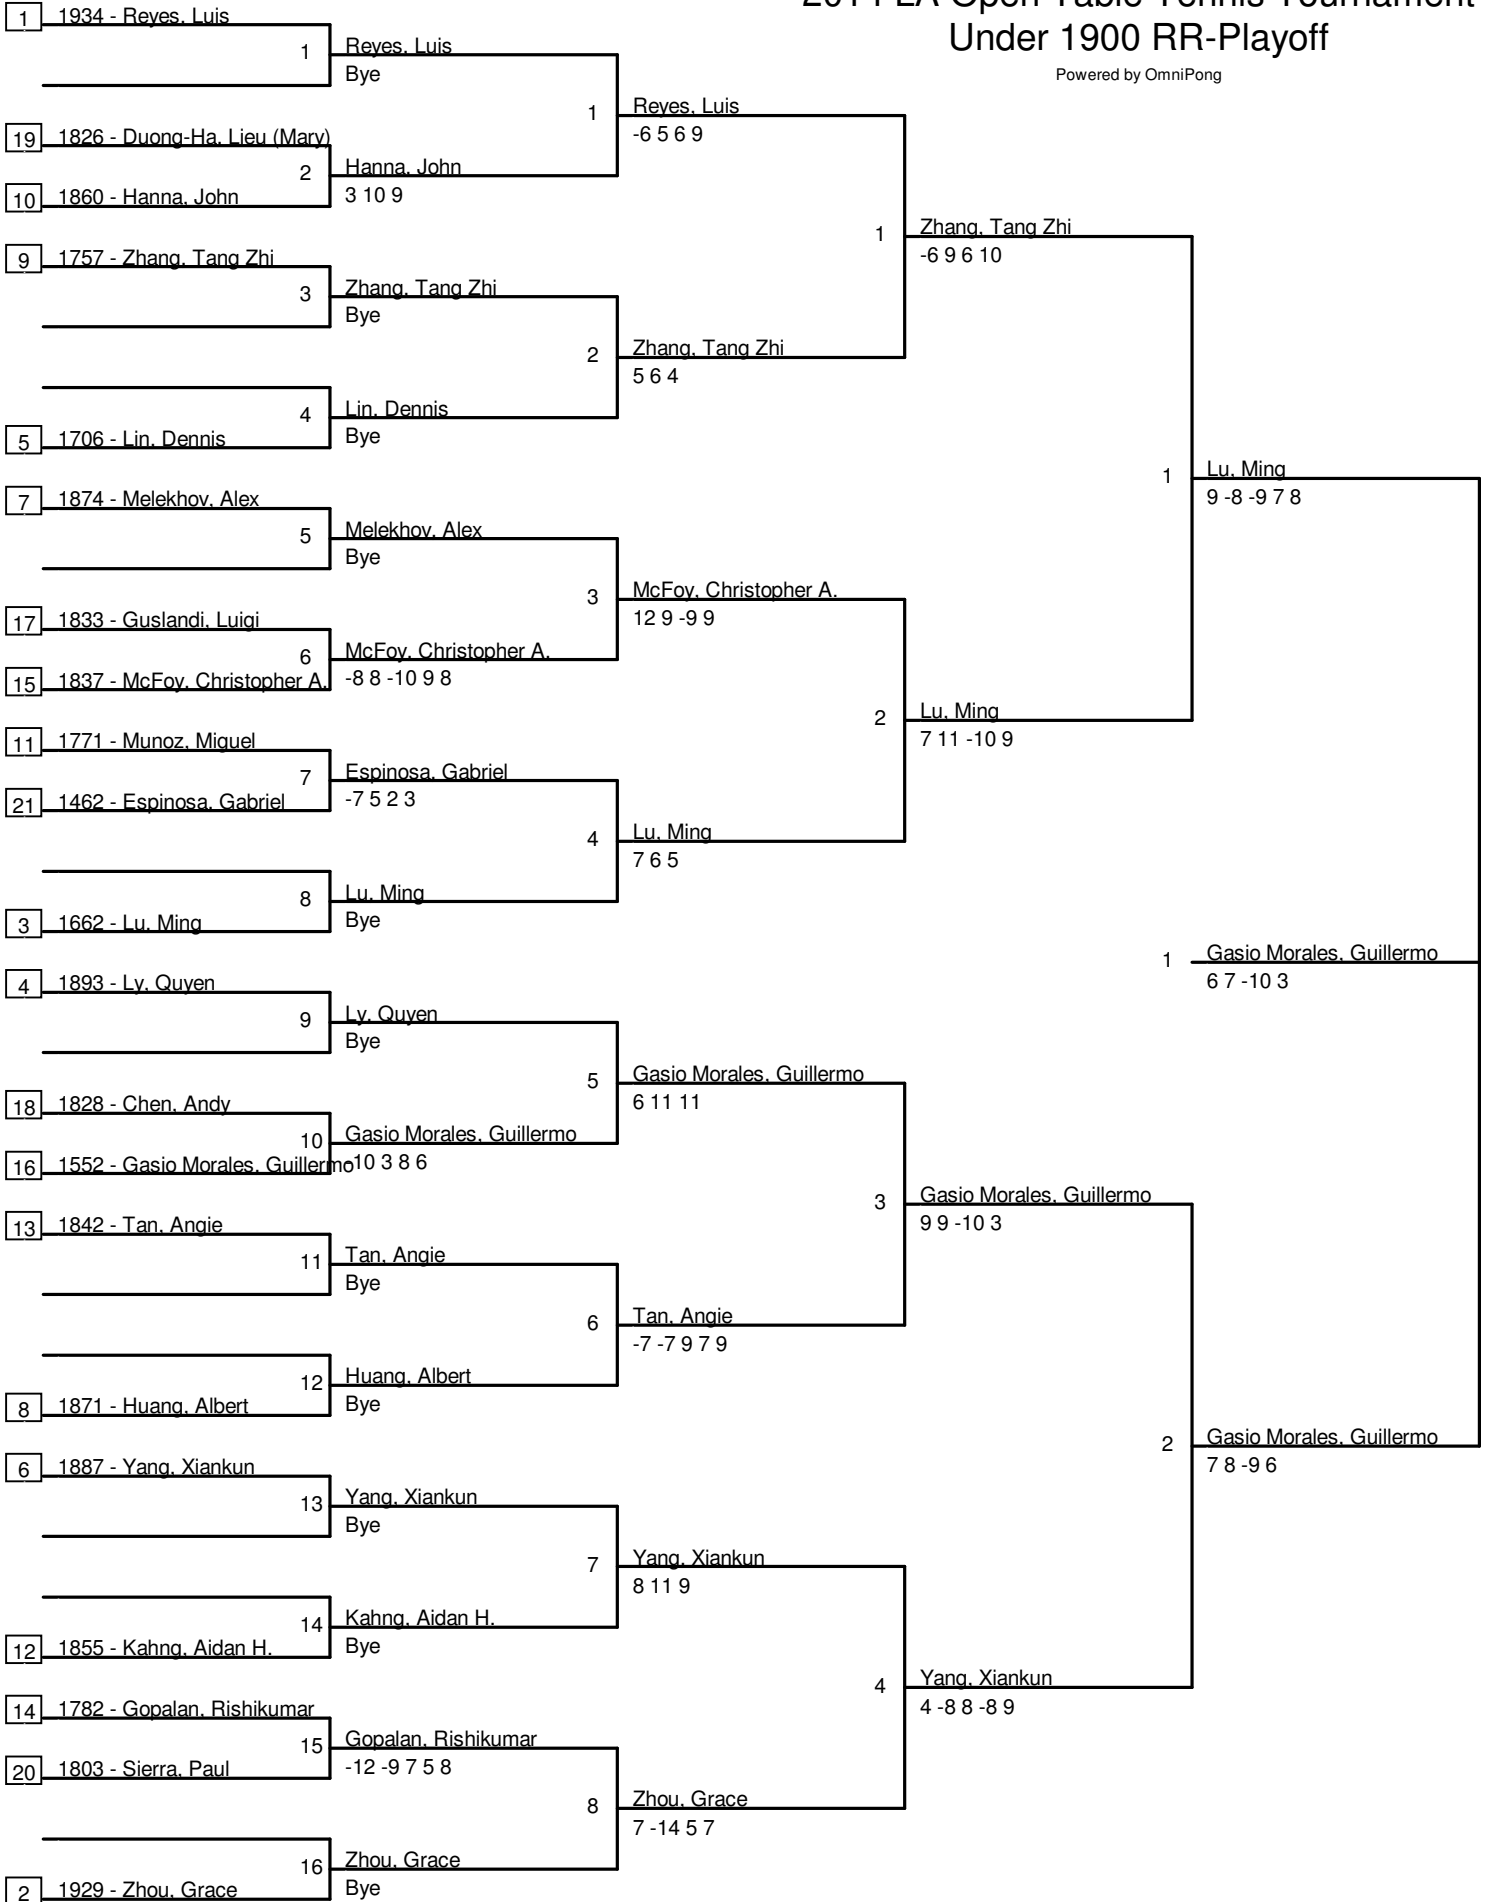 2014 LA Open Table Tennis Tournament
Under 1900 RR-Playoff
Powered by OmniPong
1 1934 - Reyes, Luis
1 Reyes, Luis
Bye
1 Reyes, Luis
-6 5 6 9
19 1826 - Duong-Ha, Lieu (Mary)
2 Hanna, John
3 10 9
10 1860 - Hanna, John
1 Zhang, Tang Zhi
-6 9 6 10
9 1757 - Zhang, Tang Zhi
3 Zhang, Tang Zhi
Bye
2 Zhang, Tang Zhi
5 6 4
4 Lin, Dennis
Bye
5 1706 - Lin, Dennis
1 Lu, Ming
9 -8 -9 7 8
7 1874 - Melekhov, Alex
5 Melekhov, Alex
Bye
3 McFoy, Christopher A.
12 9 -9 9
17 1833 - Guslandi, Luigi
6 McFoy, Christopher A.
-8 8 -10 9 8
15 1837 - McFoy, Christopher A.
2 Lu, Ming
7 11 -10 9
11 1771 - Munoz, Miguel
7 Espinosa, Gabriel
-7 5 2 3
21 1462 - Espinosa, Gabriel
4 Lu, Ming
7 6 5
8 Lu, Ming
Bye
3 1662 - Lu, Ming
1 Gasio Morales, Guillermo
6 7 -10 3
4 1893 - Ly, Quyen
9 Ly, Quyen
Bye
5 Gasio Morales, Guillermo
6 11 11
18 1828 - Chen, Andy
10 Gasio Morales, Guillermo
-10 3 8 6
16 1552 - Gasio Morales, Guillermo
3 Gasio Morales, Guillermo
9 9 -10 3
13 1842 - Tan, Angie
11 Tan, Angie
Bye
6 Tan, Angie
-7 -7 9 7 9
12 Huang, Albert
Bye
8 1871 - Huang, Albert
2 Gasio Morales, Guillermo
7 8 -9 6
6 1887 - Yang, Xiankun
13 Yang, Xiankun
Bye
7 Yang, Xiankun
8 11 9
14 Kahng, Aidan H.
Bye
12 1855 - Kahng, Aidan H.
4 Yang, Xiankun
4 -8 8 -8 9
14 1782 - Gopalan, Rishikumar
15 Gopalan, Rishikumar
-12 -9 7 5 8
20 1803 - Sierra, Paul
8 Zhou, Grace
7 -14 5 7
16 Zhou, Grace
Bye
2 1929 - Zhou, Grace